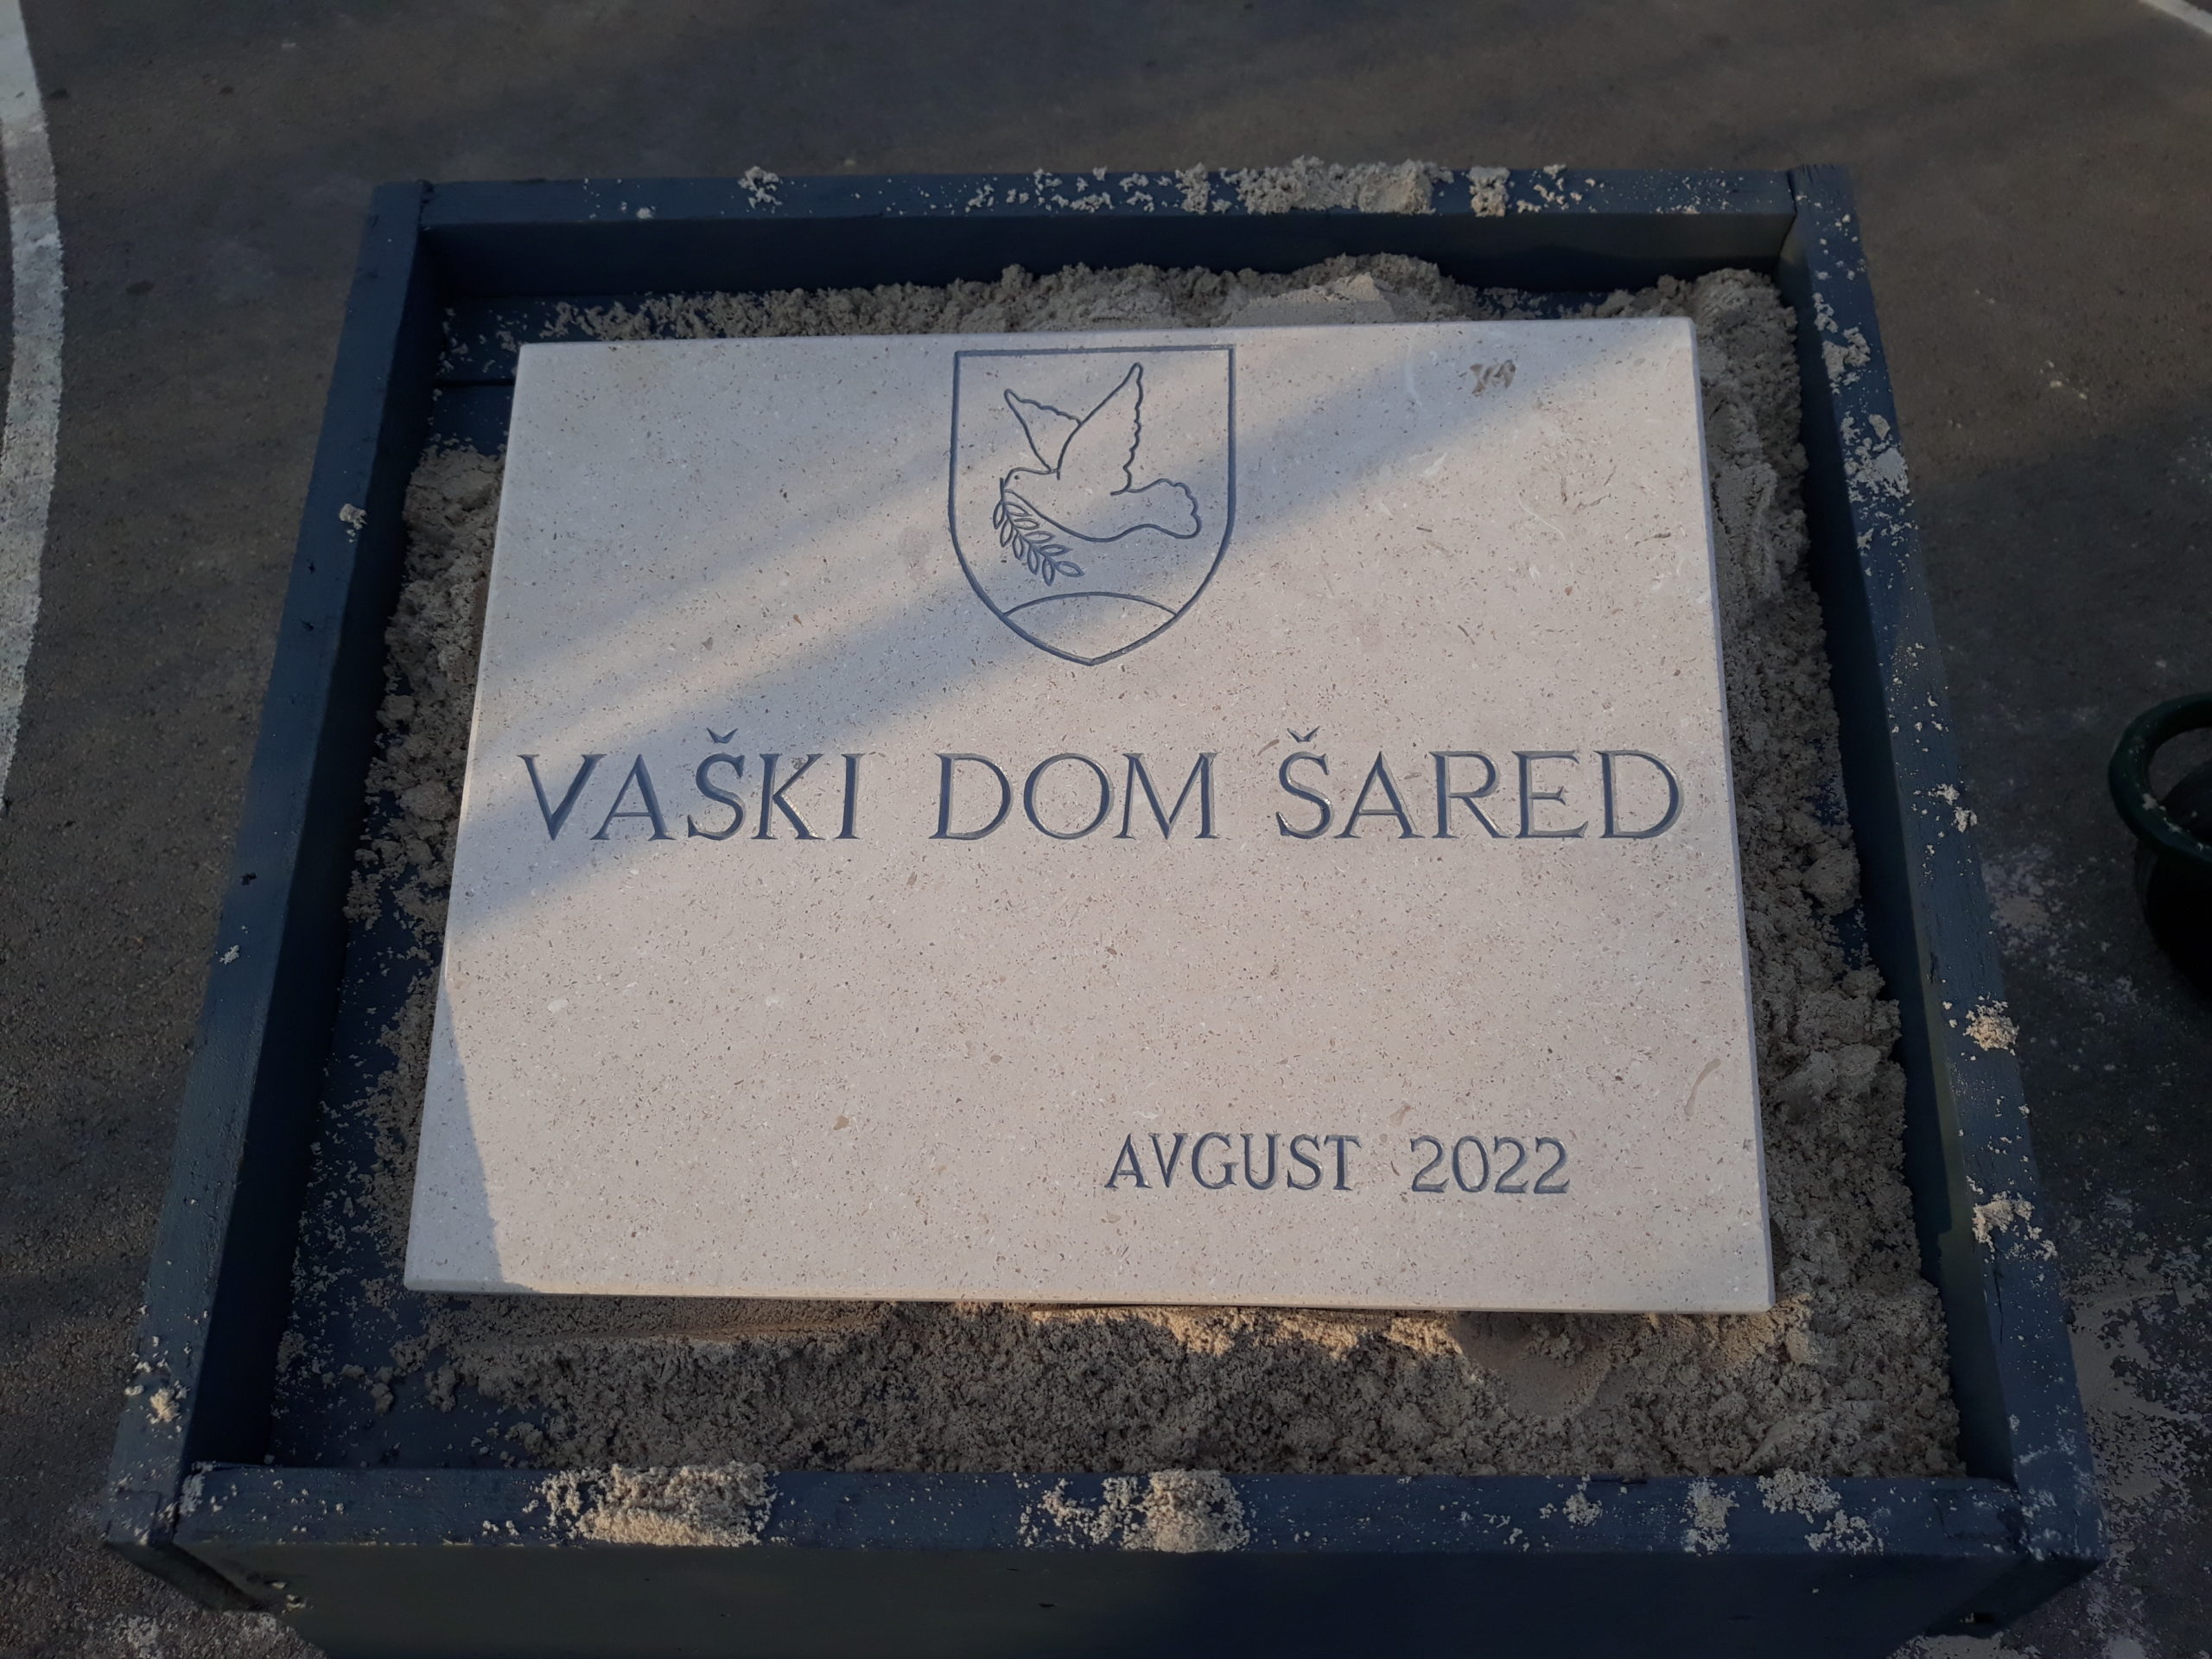 VAŠKI DOM ŠARED
AVGUST 2022